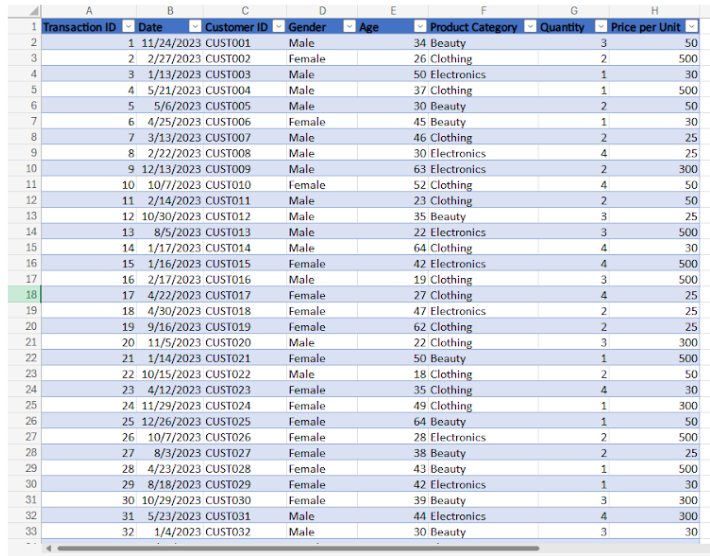 A B C D E F G H
1 Transaction ID Date Customer ID Gender Age Product Category Quantity Price per Unit
2 1 11/24/2023 CUST001 Male 34 Beauty 3 50
3 2 2/27/2023 CUST002 Female 26 Clothing 2 500
4 3 1/13/2023 CUST003 Male 50 Electronics 1 30
5 4 5/21/2023 CUST004 Male 37 Clothing 1 500
6 5 5/6/2023 CUST005 Male 30 Beauty 2 50
7 6 4/25/2023 CUST006 Female 45 Beauty 1 30
8 7 3/13/2023 CUST007 Male 46 Clothing 2 25
9 8 2/22/2023 CUST008 Male 30 Electronics 4 25
10 9 12/13/2023 CUST009 Male 63 Electronics 2 300
11 10 10/7/2023 CUST010 Female 52 Clothing 4 50
12 11 2/14/2023 CUST011 Male 23 Clothing 2 50
13 12 10/30/2023 CUST012 Male 35 Beauty 3 25
14 13 8/5/2023 CUST013 Male 22 Electronics 3 500
15 14 1/17/2023 CUST014 Male 64 Clothing 4 30
16 15 1/16/2023 CUST015 Female 42 Electronics 4 500
17 16 2/17/2023 CUST016 Male 19 Clothing 3 500
18 17 4/22/2023 CUST017 Female 27 Clothing 4 25
19 18 4/30/2023 CUST018 Female 47 Electronics 2 25
20 19 9/16/2023 CUST019 Female 62 Clothing 2 25
21 20 11/5/2023 CUST020 Male 22 Clothing 3 300
22 21 1/14/2023 CUST021 Female 50 Beauty 1 500
23 22 10/15/2023 CUST022 Male 18 Clothing 2 50
24 23 4/12/2023 CUST023 Female 35 Clothing 4 30
25 24 11/29/2023 CUST024 Female 49 Clothing 1 300
26 25 12/26/2023 CUST025 Female 64 Beauty 1 50
27 26 10/7/2023 CUST026 Female 28 Electronics 2 500
28 27 8/3/2023 CUST027 Female 38 Beauty 2 25
29 28 4/23/2023 CUST028 Female 43 Beauty 1 500
30 29 8/18/2023 CUST029 Female 42 Electronics 1 30
31 30 10/29/2023 CUST030 Female 39 Beauty 3 300
32 31 5/23/2023 CUST031 Male 44 Electronics 4 300
33 32 1/4/2023 CUST032 Male 30 Beauty 3 30